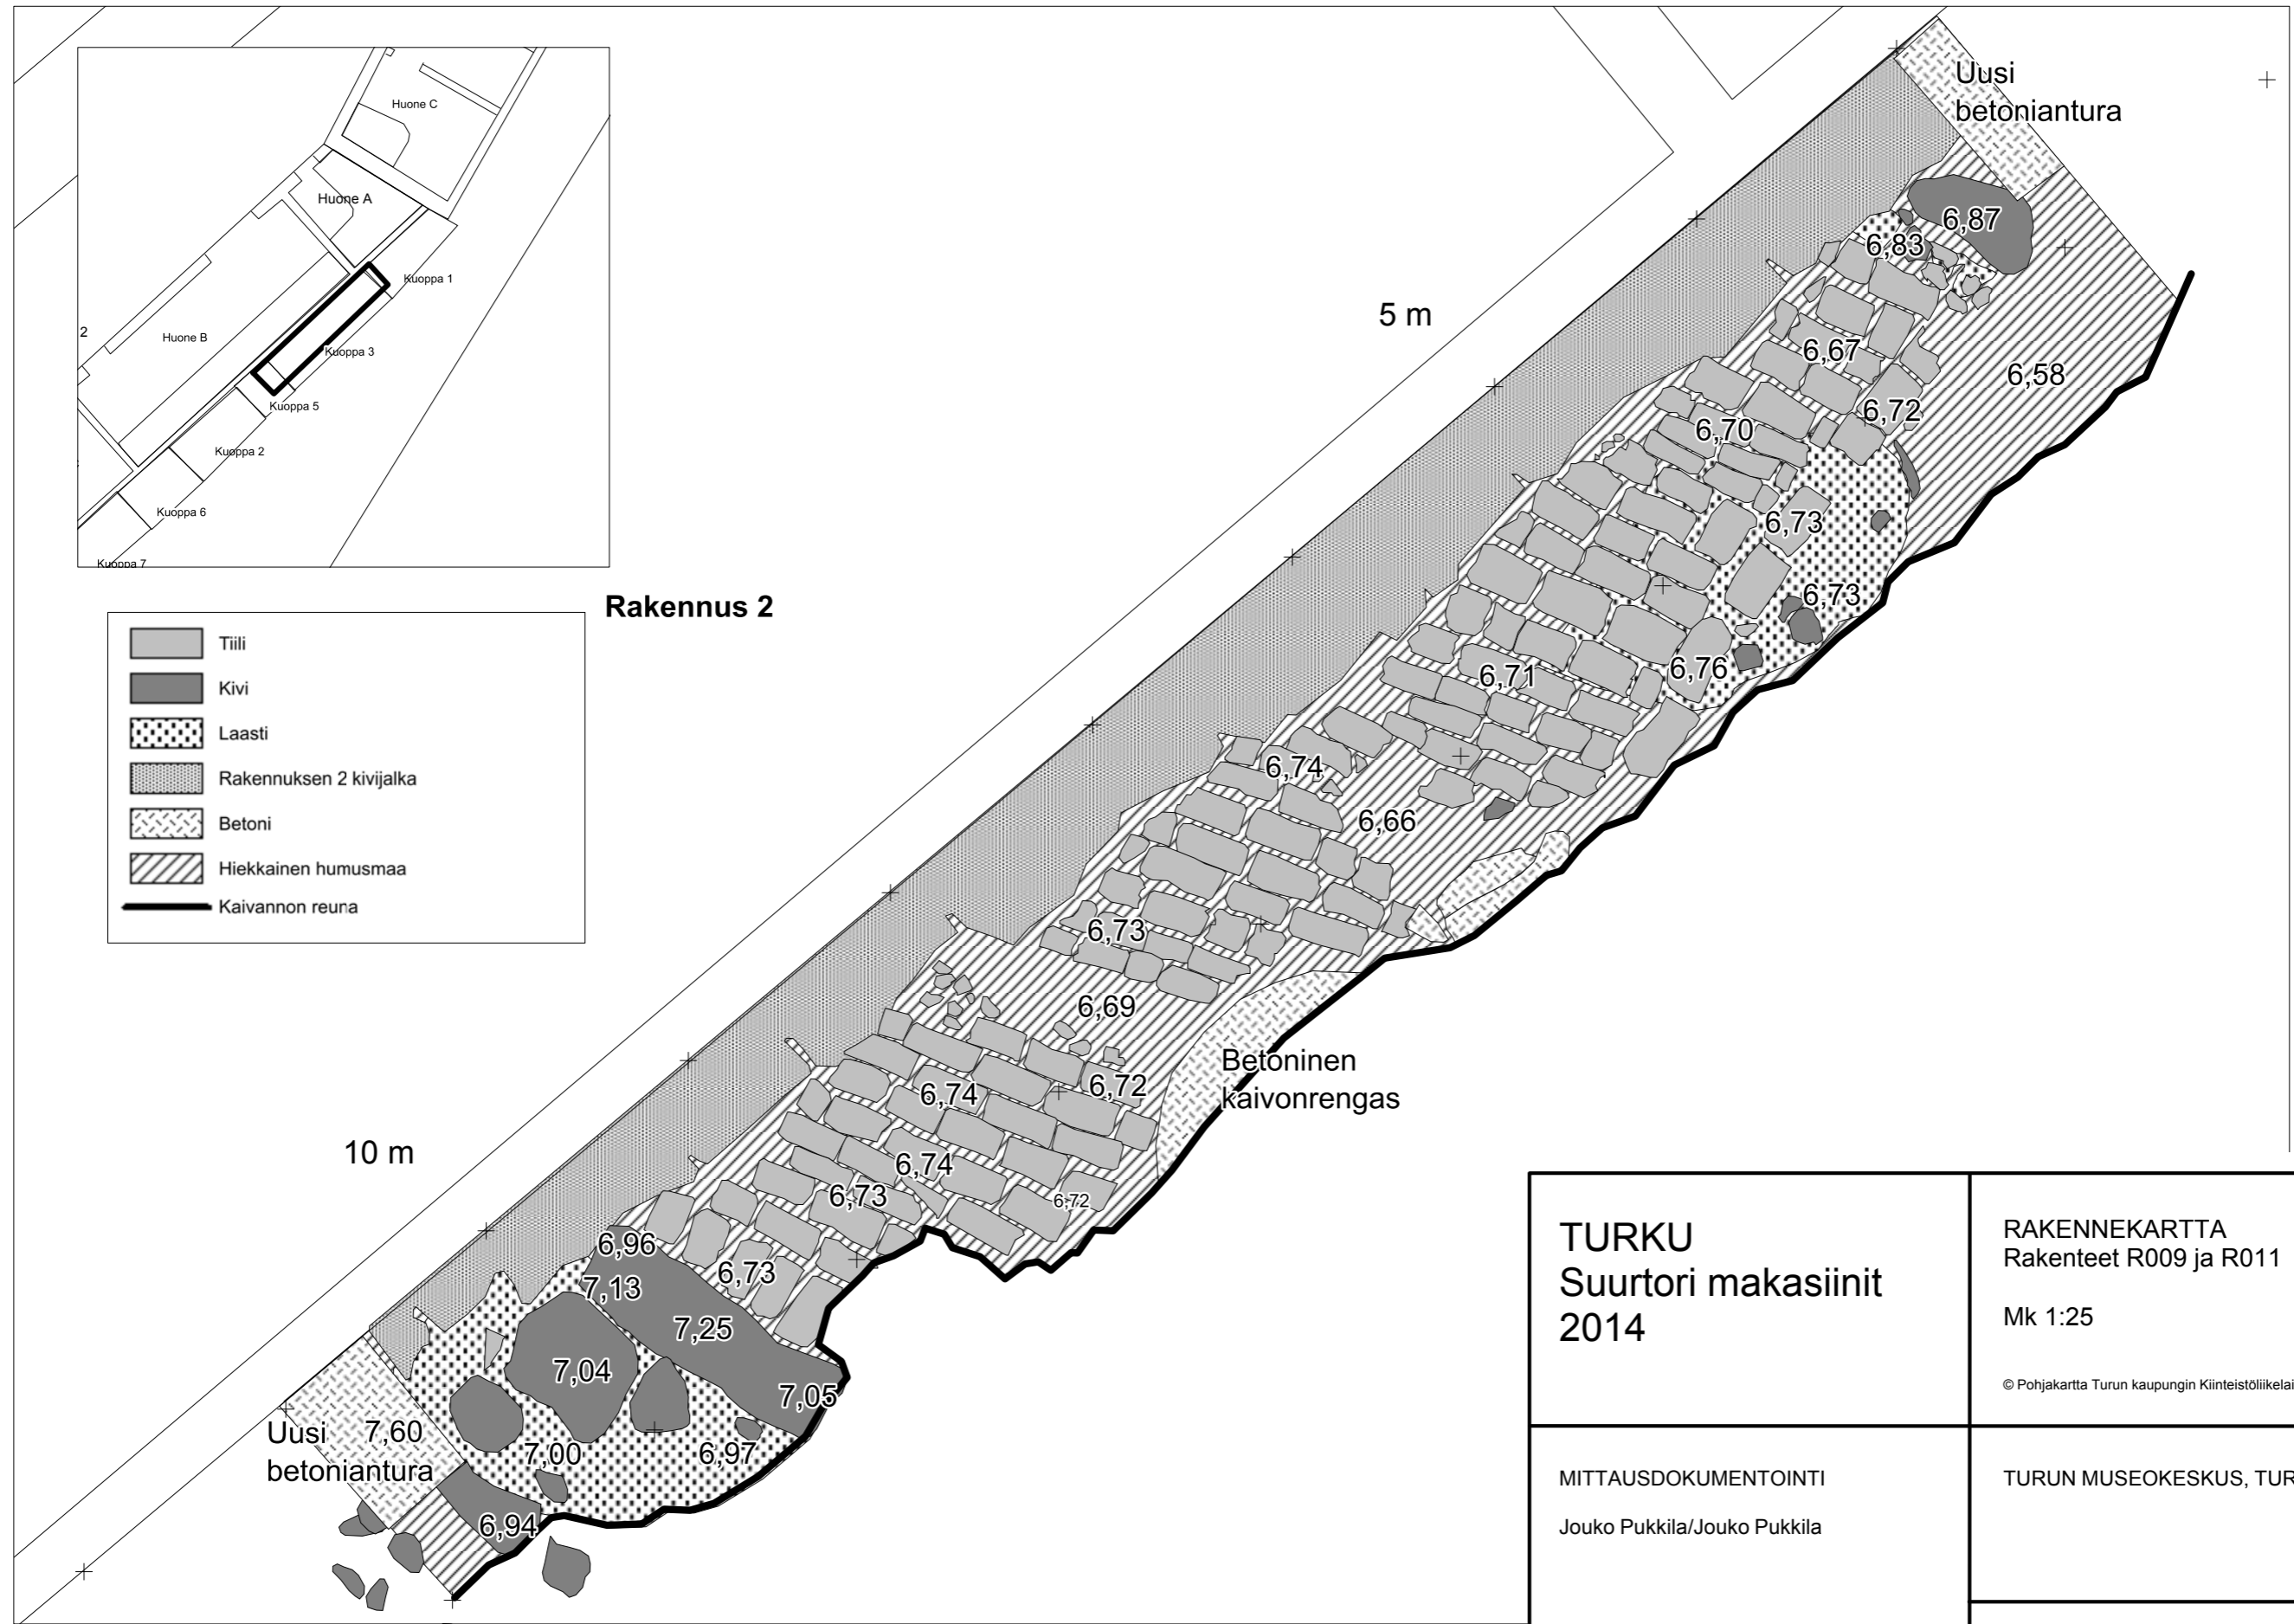 Huone C
Huone A
Kuoppa 1
2
Huone B
Kuoppa 3
Kuoppa 5
Kuoppa 2
Kuoppa 6
Kuoppa 7
Rakennus 2
Tiili
Kivi
Laasti
Rakennuksen 2 kivijalka
Betoni
Hiekkainen humusmaa
Kaivannon reuna
Uusi
betoniantura
5 m
6,87
6,83
6,67
6,58
6,72
6,70
6,73
6,73
6,76
6,71
6,74
6,66
6,73
6,69
Betoninen
kaivonrengas
6,72
6,74
6,74
6,73
6,72
10 m
6,96
6,73
7,13
7,25
7,04
7,05
Uusi
betoniantura
7,60
7,00
6,97
6,94
TURKU
Suurtori makasiinit
2014
RAKENNEKARTTA
Rakenteet R009 ja R011
Mk 1:25
© Pohjakartta Turun kaupungin Kiinteistöliikelai
MITTAUSDOKUMENTOINTI
Jouko Pukkila/Jouko Pukkila
TURUN MUSEOKESKUS, TUR